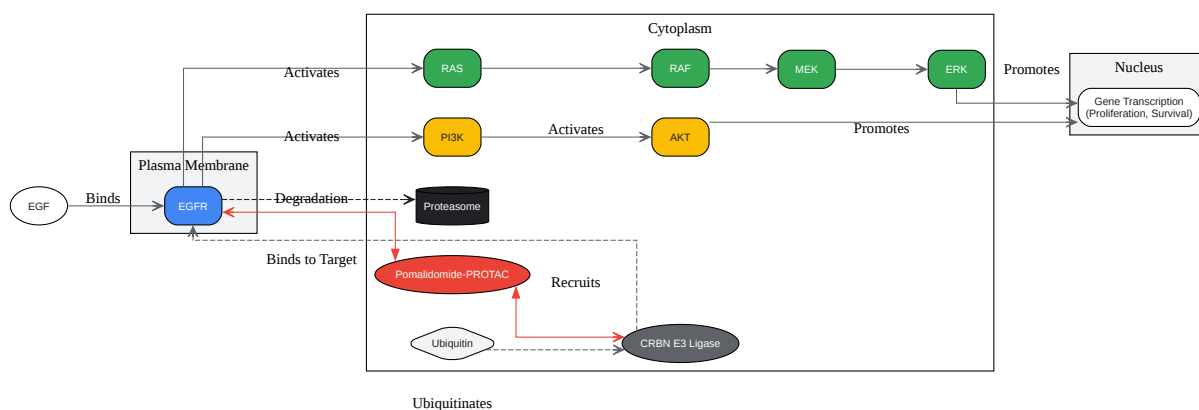 Cytoplasm
RAS
RAF
MEK
ERK
Activates
Promotes
Nucleus
Gene Transcription
(Proliferation, Survival)
PI3K
Activates
Activates
AKT
Promotes
Plasma Membrane
EGF
Binds
EGFR
Degradation
Proteasome
Binds to Target
Pomalidomide-PROTAC
Recruits
Ubiquitin
CRBN E3 Ligase
Ubiquitinates